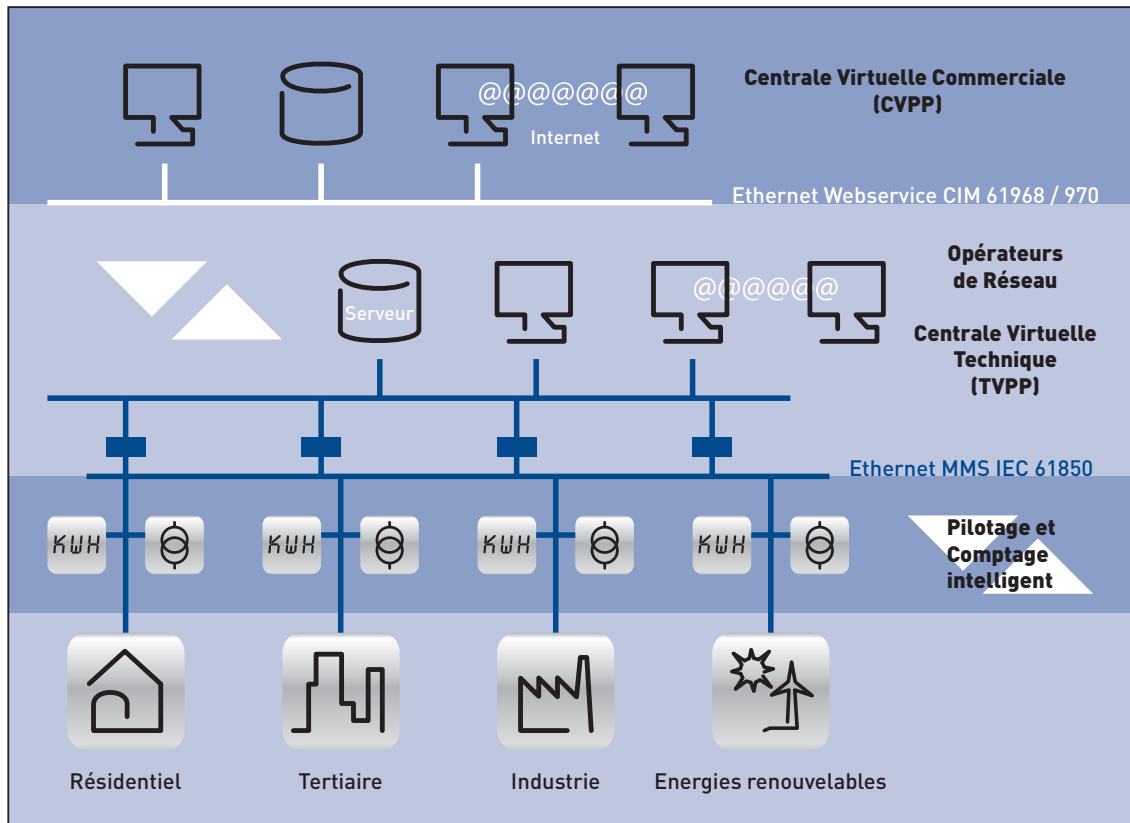 Centrale Virtuelle Commerciale
(CVPP)
@@@@@@@
Internet
Ethernet Webservice CIM 61968 / 970
Opérateurs
de Réseau
@@@@@@
Serveur
Centrale Virtuelle
Technique
(TVPP)
Ethernet MMS IEC 61850
KWH
KWH
KWH
KWH
Pilotage et
Comptage
intelligent
Résidentiel
Tertiaire
Industrie
Energies renouvelables